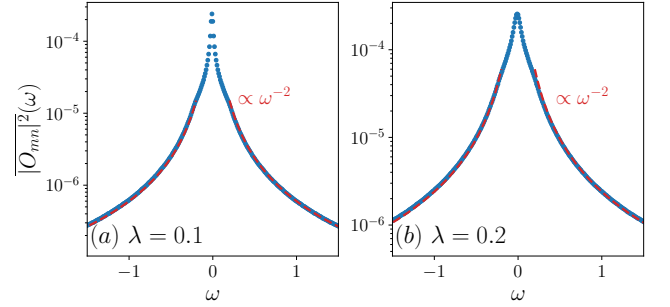 $\overline{|O_{mn}|^2}(\omega)$
10⁻⁴
10⁻⁵
10⁻⁶
∝ ω⁻²
(a) λ = 0.1
−1 0 1
ω
10⁻⁴
10⁻⁵
10⁻⁶
∝ ω⁻²
(b) λ = 0.2
−1 0 1
ω